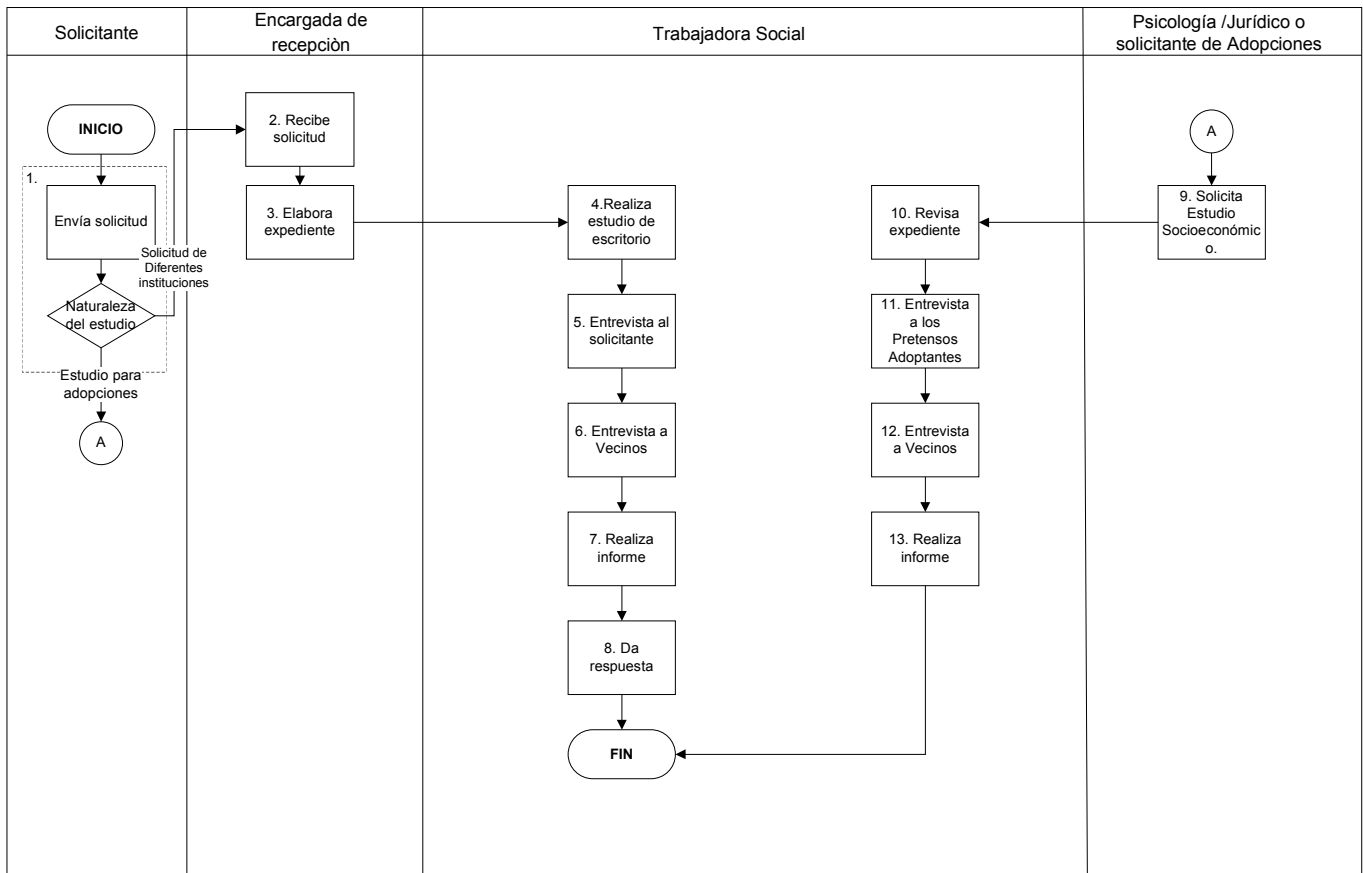 Solicitante
Encargada de
recepciòn
Trabajadora Social
Psicología /Jurídico o
solicitante de Adopciones
INICIO
1.
Envía solicitud
Naturaleza
del estudio
Solicitud de
Diferentes
instituciones
Estudio para
adopciones
A
2. Recibe
solicitud
3. Elabora
expediente
4.Realiza
estudio de
escritorio
5. Entrevista al
solicitante
6. Entrevista a
Vecinos
7. Realiza
informe
8. Da
respuesta
FIN
10. Revisa
expediente
11. Entrevista
a los
Pretensos
Adoptantes
12. Entrevista
a Vecinos
13. Realiza
informe
A
9. Solicita
Estudio
Socioeconómic
o.